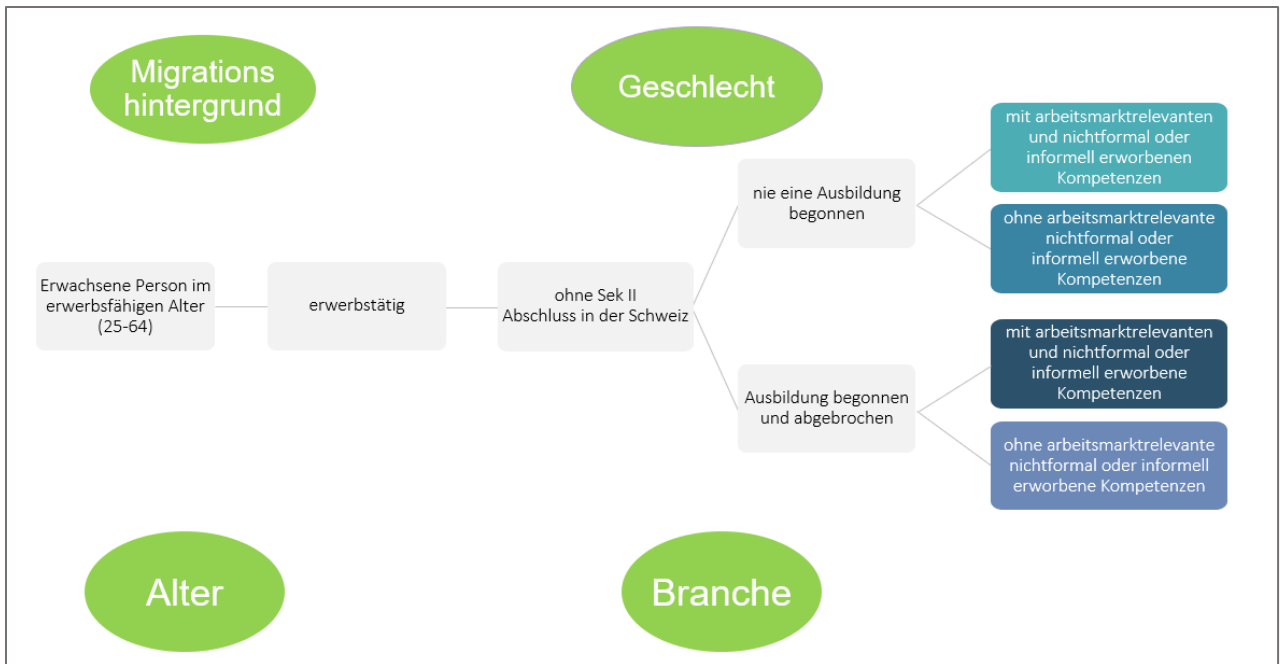 Migrations
hintergrund
Geschlecht
mit arbeitsmarktrelevanten
und nichtformal oder
informell erworbenen
Kompetenzen
nie eine Ausbildung
begonnen
ohne arbeitsmarktrelevante
nichtformal oder
informell erworbene
Kompetenzen
Erwachsene Person im
erwerbsfähigen Alter
(25-64)
erwerbstätig
ohne Sek II
Abschluss in der Schweiz
mit arbeitsmarktrelevanten
und nichtformal oder
informell erworbene
Kompetenzen
Ausbildung begonnen
und abgebrochen
ohne arbeitsmarktrelevante
nichtformal oder informell
erworbene Kompetenzen
Alter
Branche